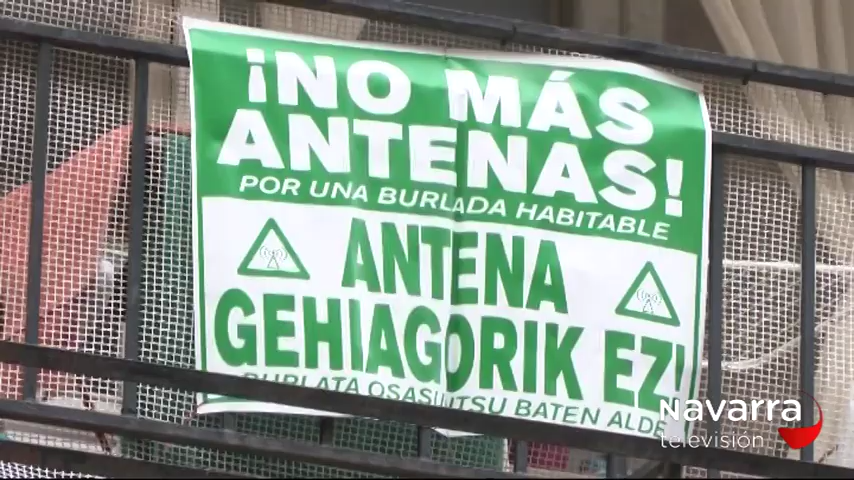 ¡NO MÁS
ANTENAS!
POR UNA BURLADA HABITABLE
ANTENA
GEHIAGORIK EZ!
BURLATA OSASUNTSU BATEN ALDE
Navarra
televisión